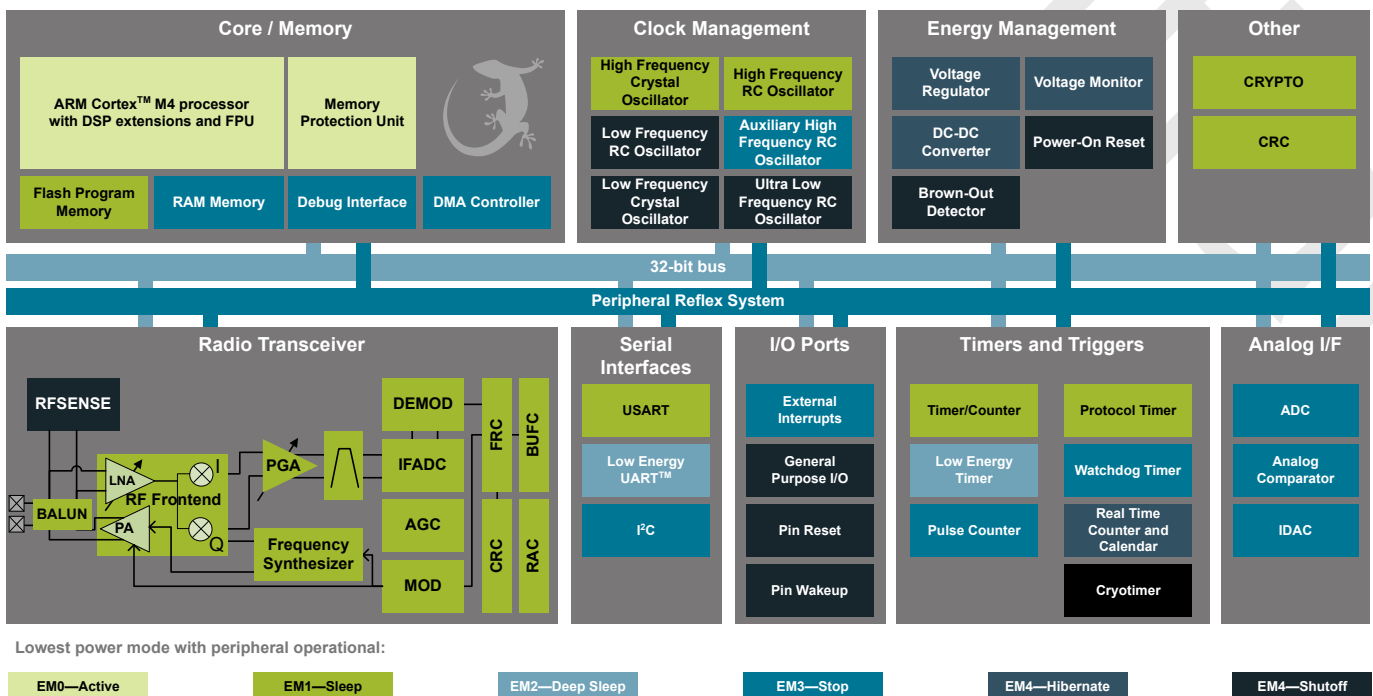 Core / Memory
ARM Cortex™ M4 processor
with DSP extensions and FPU
Memory
Protection Unit
Flash Program
Memory
RAM Memory
Debug Interface
DMA Controller
Clock Management
High Frequency
Crystal
Oscillator
High Frequency
RC Oscillator
Low Frequency
RC Oscillator
Auxiliary High
Frequency RC
Oscillator
Low Frequency
Crystal
Oscillator
Ultra Low
Frequency RC
Oscillator
Energy Management
Voltage
Regulator
Voltage Monitor
DC-DC
Converter
Power-On Reset
Brown-Out
Detector
Other
CRYPTO
CRC
32-bit bus
Peripheral Reflex System
Radio Transceiver
RFSENSE
BALUN
LNA
RF Frontend
PA
I
Q
PGA
Frequency
Synthesizer
DEMOD
IFADC
AGC
MOD
FRC
BUFC
CRC
RAC
Serial
Interfaces
USART
Low Energy
UART™
I²C
I/O Ports
External
Interrupts
General
Purpose I/O
Pin Reset
Pin Wakeup
Timers and Triggers
Timer/Counter
Protocol Timer
Low Energy
Timer
Watchdog Timer
Pulse Counter
Real Time
Counter and
Calendar
Cryotimer
Analog I/F
ADC
Analog
Comparator
IDAC
Lowest power mode with peripheral operational:
EM0—Active
EM1—Sleep
EM2—Deep Sleep
EM3—Stop
EM4—Hibernate
EM4—Shutoff